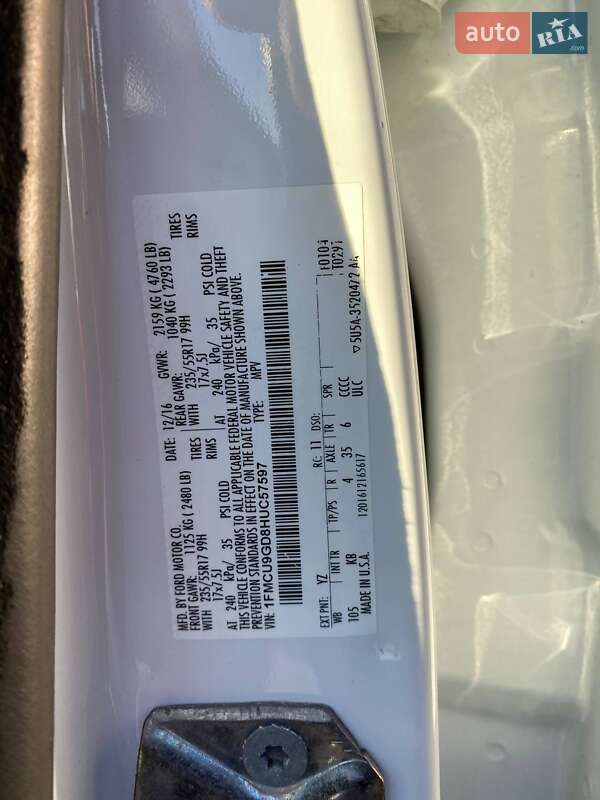 auto RIA.com
MFD. BY FORD MOTOR CO. DATE: 12/16 GVWR: 2159 KG ( 4760 LB)
FRONT GAWR: 1125 KG ( 2480 LB) REAR GAWR: 1040 KG ( 2293 LB)
WITH 235/55R17 99H TIRES WITH 235/55R17 99H TIRES
17x7.5J RIMS 17x7.5J RIMS
AT 240 kPa/ 35 PSI COLD AT 240 kPa/ 35 PSI COLD
THIS VEHICLE CONFORMS TO ALL APPLICABLE FEDERAL MOTOR VEHICLE SAFETY AND THEFT
PREVENTION STANDARDS IN EFFECT ON THE DATE OF MANUFACTURE SHOWN ABOVE.
VIN: 1FMCU9GD8HUC57597 TYPE: MPV
EXT PNT: YZ RC: 11 DSO:
WB INT TR TP/PS R AXLE TR SPR
105 KB 4 35 6 CCCC
ULC
MADE IN U.S.A. 1201612165617